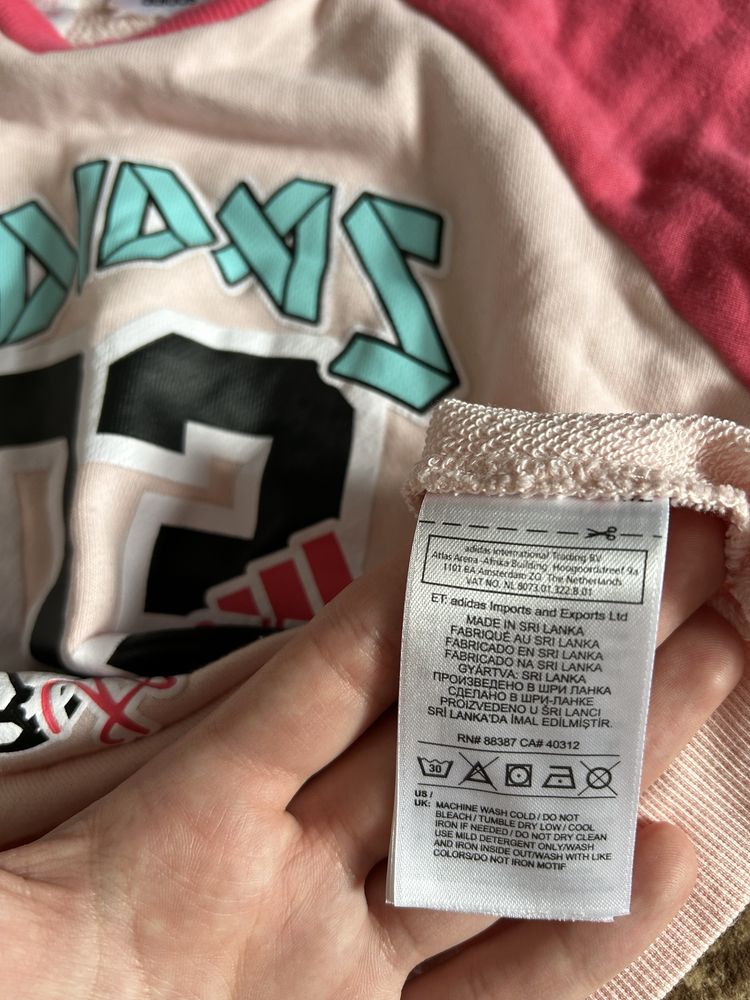 72
adidas International Trading BV
Atlas Arena -Afrika Building Hoogoorddreef 9a
1101 BA Amsterdam ZO The Netherlands
VAT NO. NL 8073.01.322.B.01
ET: adidas Imports and Exports Ltd
MADE IN SRI LANKA
FABRIQUÉ AU SRI LANKA
FABRICADO EN SRI LANKA
FABRICADO NA SRI LANKA
GYÁRTVA: SRI LANKA
ПРОИЗВЕДЕНО В ШРИ ЛАНКА
СДЕЛАНО В ШРИ-ЛАНКЕ
PROIZVEDENO U ŠRI LANCI
SRİ LANKA'DA İMAL EDİLMİŞTİR.
RN# 88387 CA# 40312
30
US /
UK: MACHINE WASH COLD / DO NOT
BLEACH / TUMBLE DRY LOW / COOL
IRON IF NEEDED / DO NOT DRY CLEAN
USE MILD DETERGENT ONLY/WASH
AND IRON INSIDE OUT/WASH WITH LIKE
COLORS/DO NOT IRON MOTIF